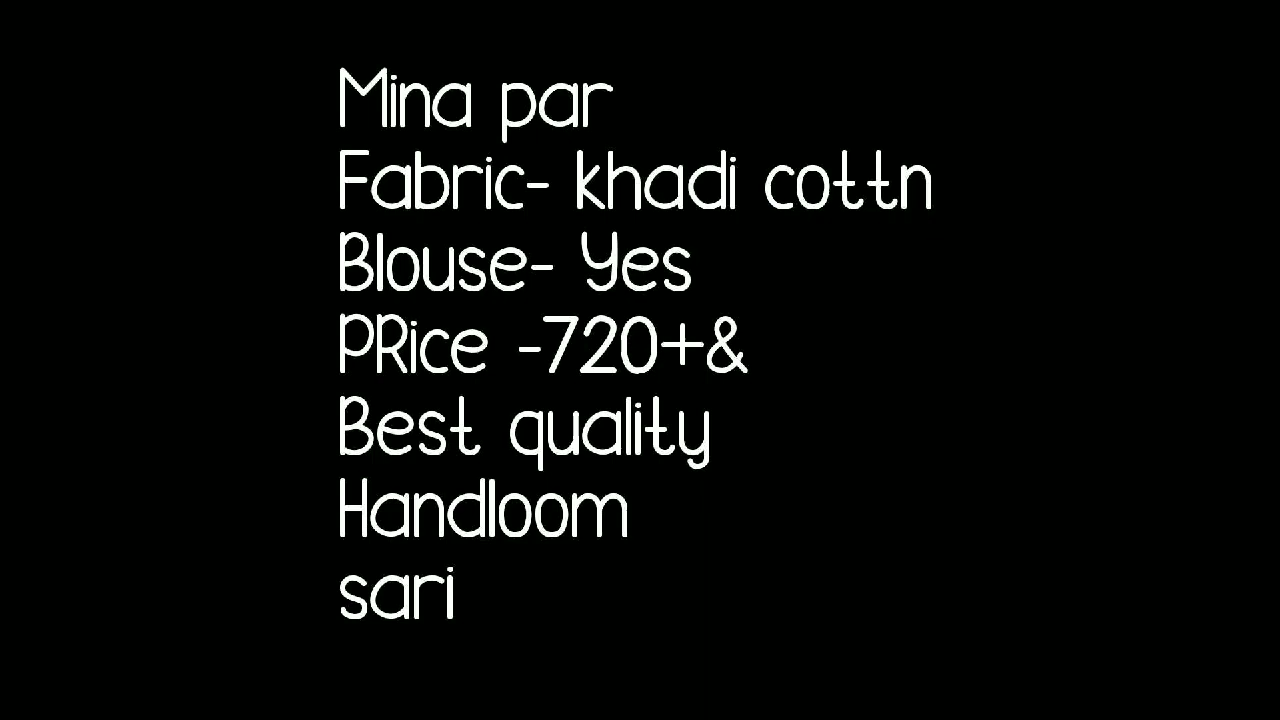 Mina par
Fabric- khadi cottn
Blouse- Yes
PRice -720+&
Best quality
Handloom
sari